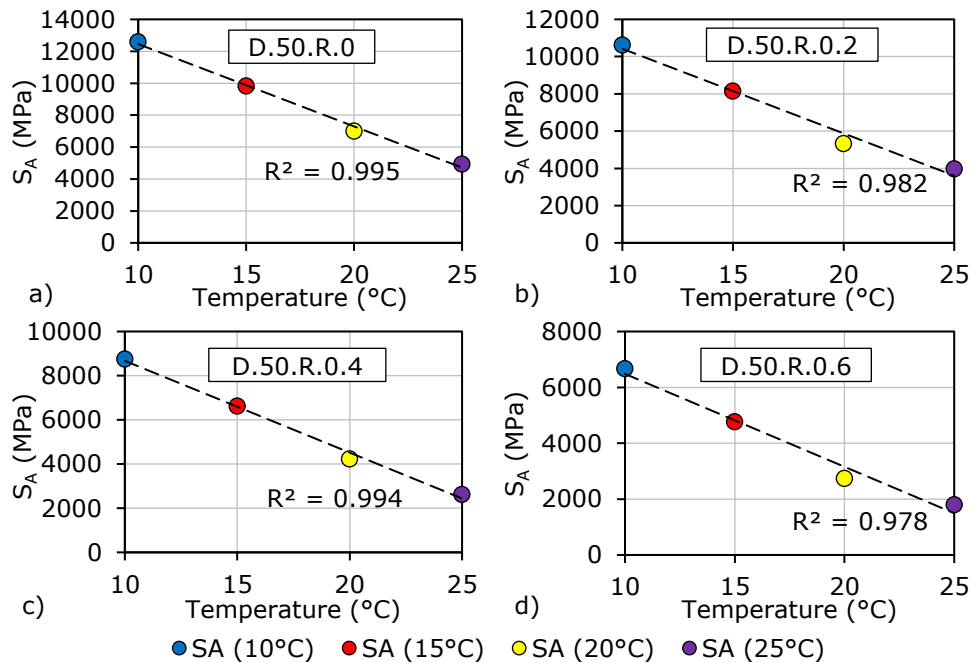 14000
12000
10000
8000
6000
4000
2000
0
S_A (MPa)
D.50.R.0
R² = 0.995
10 15 20 25
Temperature (°C)
a)
12000
10000
8000
6000
4000
2000
0
S_A (MPa)
D.50.R.0.2
R² = 0.982
10 15 20 25
Temperature (°C)
b)
10000
8000
6000
4000
2000
0
S_A (MPa)
D.50.R.0.4
R² = 0.994
10 15 20 25
Temperature (°C)
c)
8000
6000
4000
2000
0
S_A (MPa)
D.50.R.0.6
R² = 0.978
10 15 20 25
Temperature (°C)
d)
SA (10°C) SA (15°C) SA (20°C) SA (25°C)